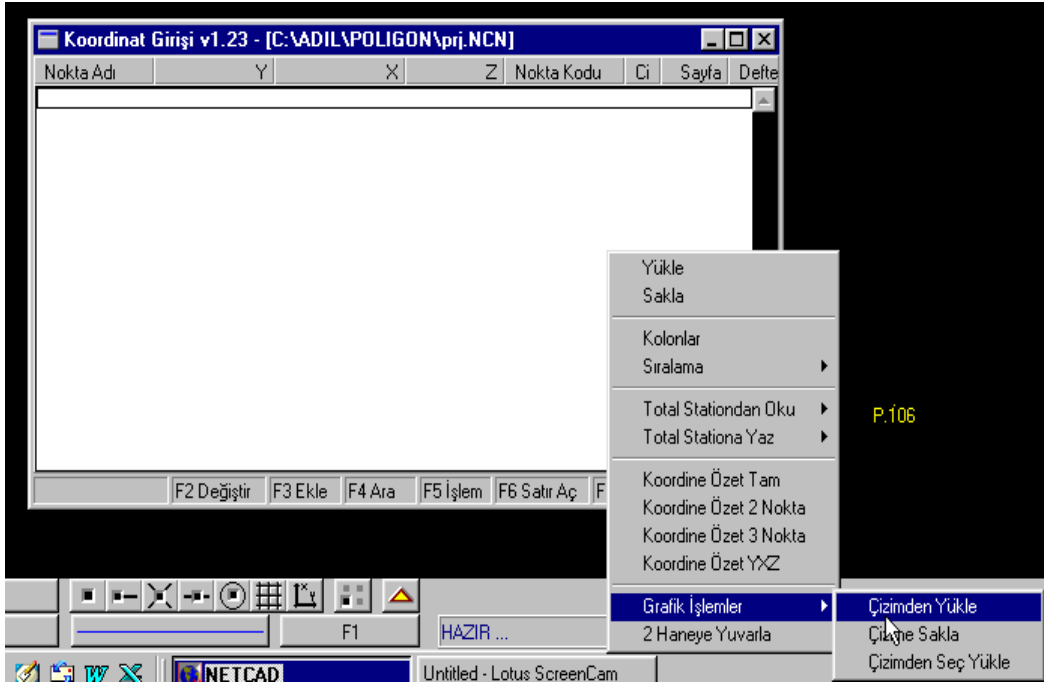 Koordinat Girişi v1.23 - [C:\ADIL\POLIGON\prj.NCN]
Nokta Adı Y X Z Nokta Kodu Ci Sayfa Defte
Yükle
Sakla
Kolonlar
Sıralama
Total Stationdan Oku
Total Stationa Yaz
Koordine Özet Tam
Koordine Özet 2 Nokta
Koordine Özet 3 Nokta
Koordine Özet YXZ
Grafik İşlemler
2 Haneye Yuvarla
Çizimden Yükle
Çizime Sakla
Çizimden Seç Yükle
P.106
F2 Değiştir F3 Ekle F4 Ara F5 İşlem F6 Satır Aç F
F1 HAZIR ...
NETCAD Untitled - Lotus ScreenCam